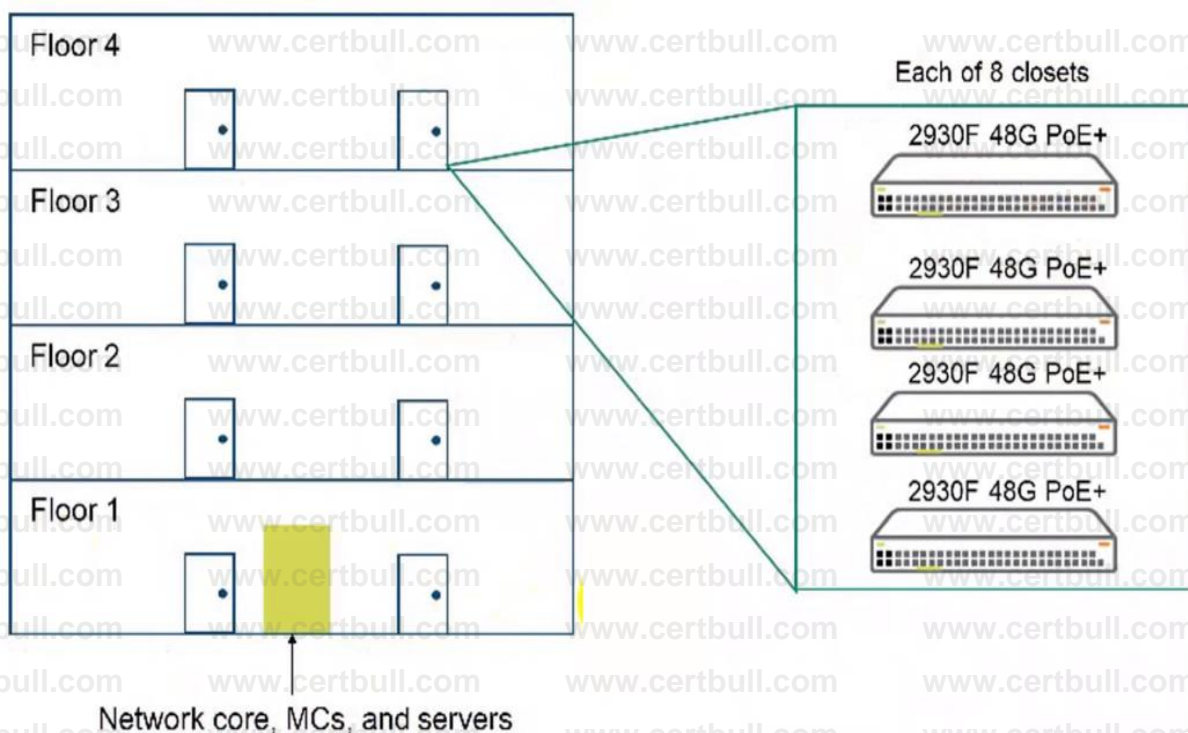 Floor 4
Floor 3
Floor 2
Floor 1
Network core, MCs, and servers
Each of 8 closets
2930F 48G PoE+
2930F 48G PoE+
2930F 48G PoE+
2930F 48G PoE+
www.certbull.com